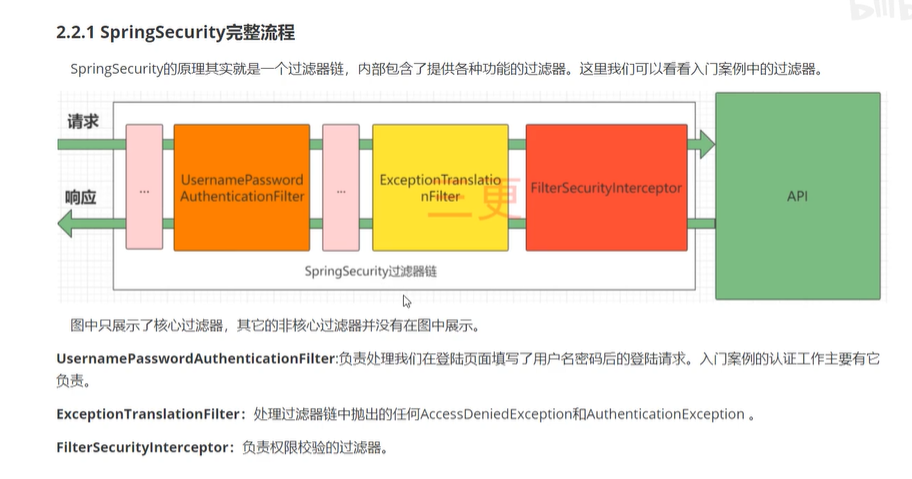 2.2.1 SpringSecurity完整流程
SpringSecurity的原理其实就是一个过滤器链，内部包含了提供各种功能的过滤器。这里我们可以看看入门案例中的过滤器。
请求
响应
...
UsernamePassword
AuthenticationFilter
...
ExceptionTranslatio
nFilter
三更
FilterSecurityInterceptor
API
SpringSecurity过滤器链
图中只展示了核心过滤器，其它的非核心过滤器并没有在图中展示。
UsernamePasswordAuthenticationFilter:负责处理我们在登陆页面填写了用户名密码后的登陆请求。入门案例的认证工作主要有它
负责。
ExceptionTranslationFilter：处理过滤器链中抛出的任何AccessDeniedException和AuthenticationException 。
FilterSecurityInterceptor：负责权限校验的过滤器。